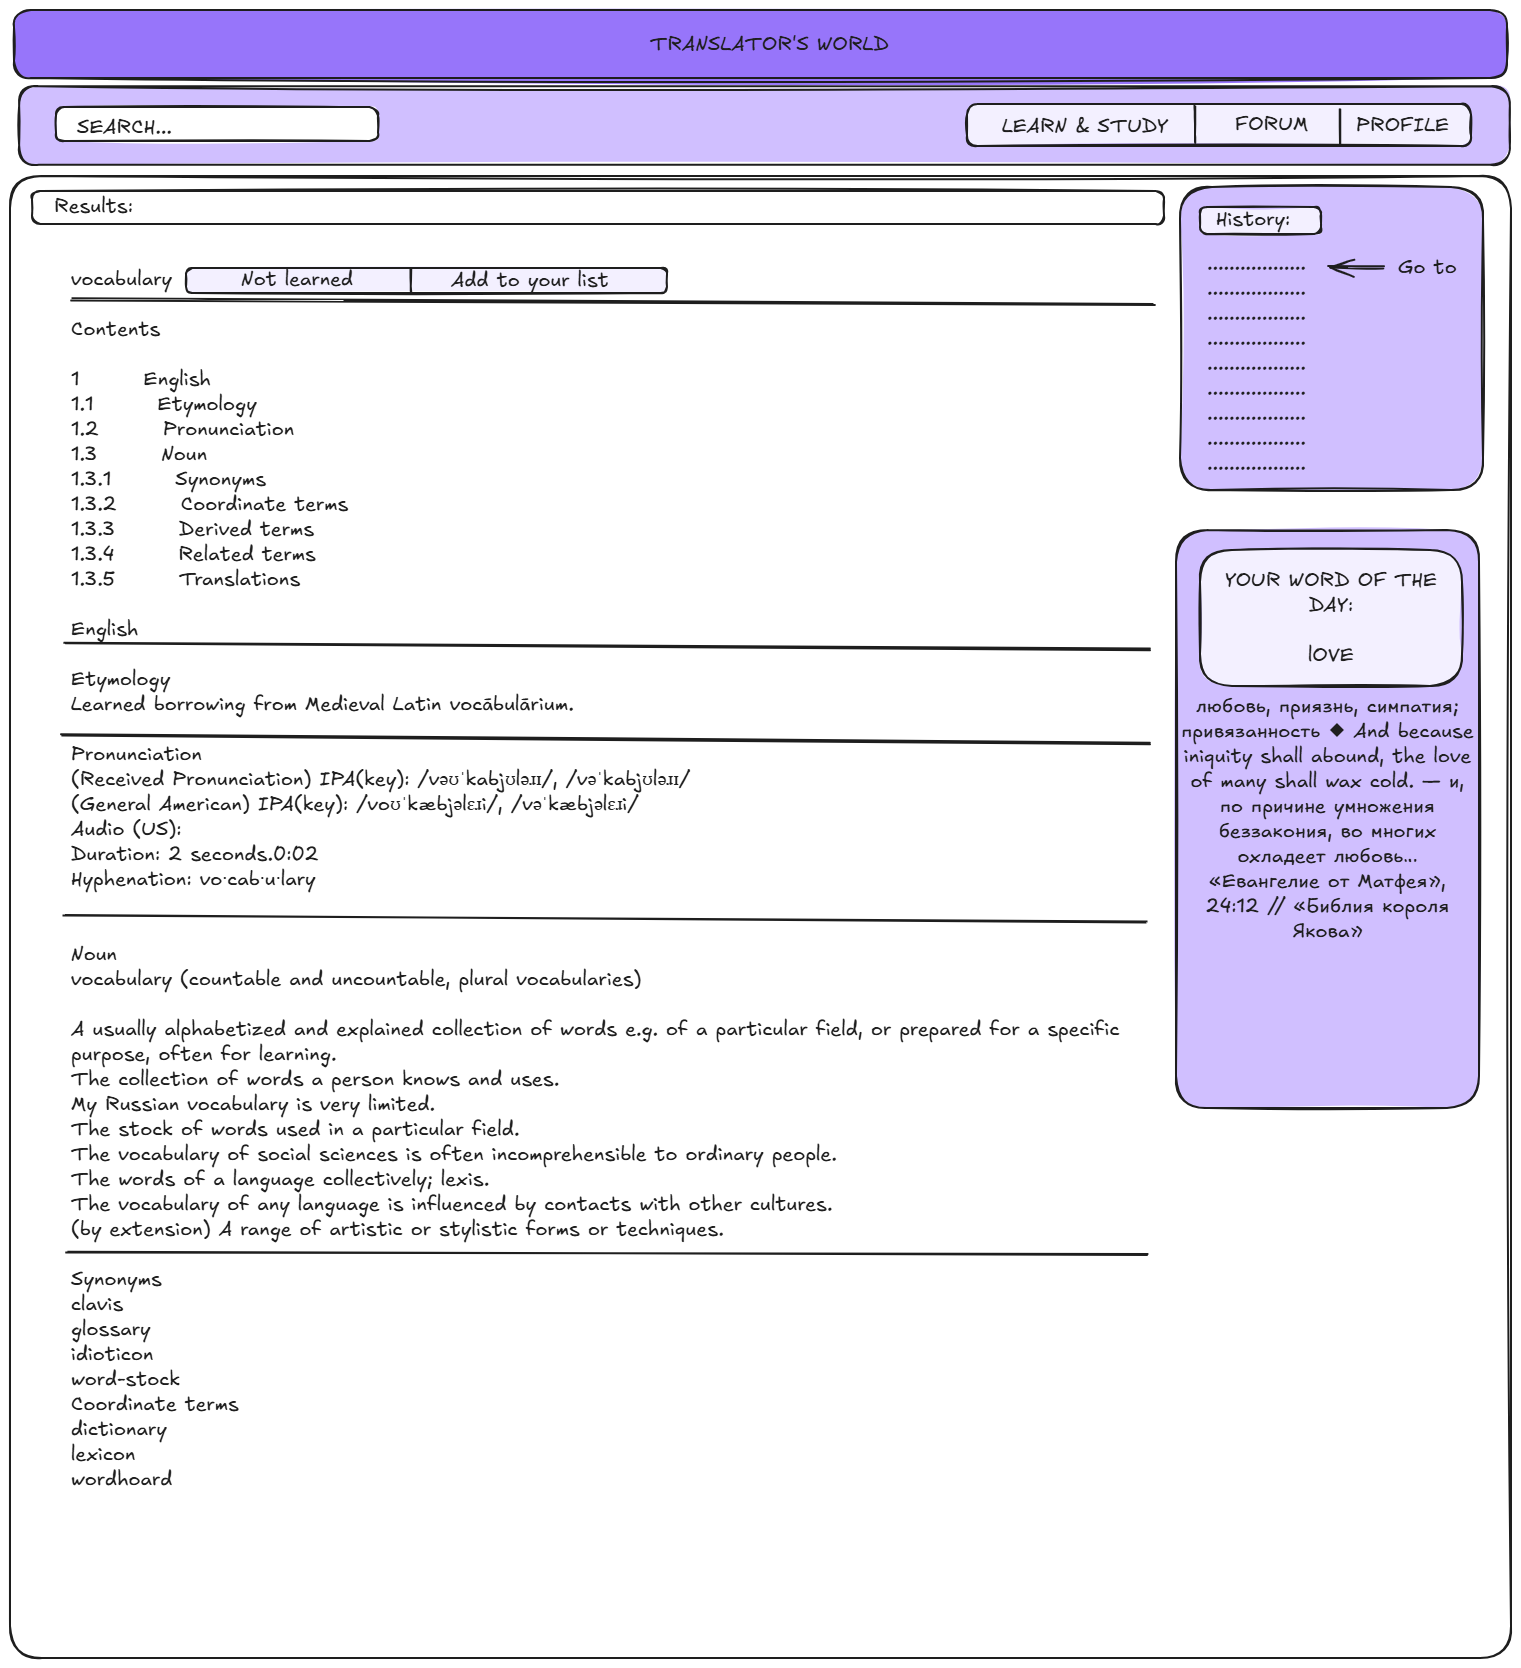 TRANSLATOR'S WORLD
SEARCH...
LEARN & STUDY
FORUM
PROFILE
Results:
vocabulary
Not learned
Add to your list
Contents
1 English
1.1 Etymology
1.2 Pronunciation
1.3 Noun
1.3.1 Synonyms
1.3.2 Coordinate terms
1.3.3 Derived terms
1.3.4 Related terms
1.3.5 Translations
English
Etymology
Learned borrowing from Medieval Latin vocābulārium.
Pronunciation
(Received Pronunciation) IPA(key): /vəʊˈkabjʊləɹɪ/, /vəˈkabjʊləɹɪ/
(General American) IPA(key): /voʊˈkæbjəlɛɹi/, /vəˈkæbjəlɛɹi/
Audio (US):
Duration: 2 seconds.0:02
Hyphenation: vo‧cab‧u‧lary
Noun
vocabulary (countable and uncountable, plural vocabularies)
A usually alphabetized and explained collection of words e.g. of a particular field, or prepared for a specific
purpose, often for learning.
The collection of words a person knows and uses.
My Russian vocabulary is very limited.
The stock of words used in a particular field.
The vocabulary of social sciences is often incomprehensible to ordinary people.
The words of a language collectively; lexis.
The vocabulary of any language is influenced by contacts with other cultures.
(by extension) A range of artistic or stylistic forms or techniques.
Synonyms
clavis
glossary
idioticon
word-stock
Coordinate terms
dictionary
lexicon
wordhoard
History:
.................. Go to
..................
..................
..................
..................
..................
..................
..................
..................
YOUR WORD OF THE
DAY:
lOVE
любовь, приязнь, симпатия;
привязанность ◆ And because
iniquity shall abound, the love
of many shall wax cold. — и,
по причине умножения
беззакония, во многих
охладеет любовь…
«Евангелие от Матфея»,
24:12 // «Библия короля
Якова»